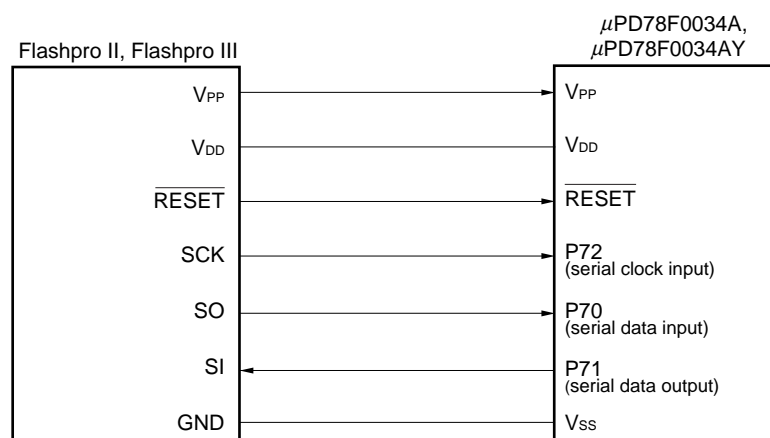 Flashpro II, Flashpro III
µPD78F0034A,
µPD78F0034AY
VPP
VPP
VDD
VDD
RESET
RESET
SCK
P72
(serial clock input)
SO
P70
(serial data input)
SI
P71
(serial data output)
GND
VSS